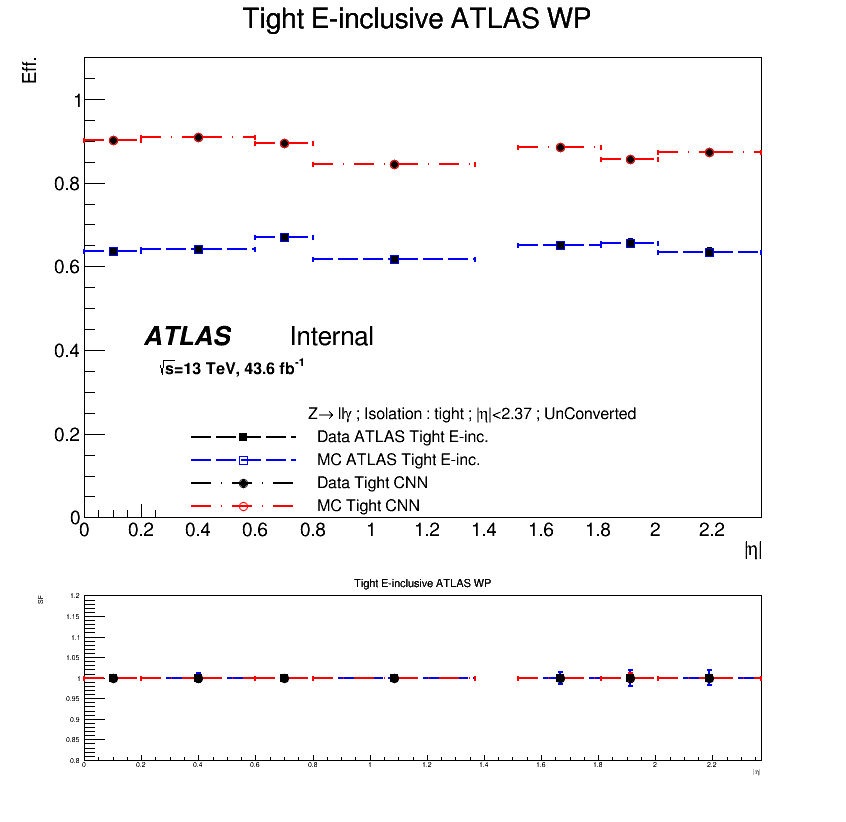 Tight E-inclusive ATLAS WP
Eff.
1
0.8
0.6
0.4
0.2
0
ATLAS Internal
√s=13 TeV, 43.6 fb⁻¹
Z→ llγ ; Isolation : tight ; |η|<2.37 ; UnConverted
Data ATLAS Tight E-inc.
MC ATLAS Tight E-inc.
Data Tight CNN
MC Tight CNN
0 0.2 0.4 0.6 0.8 1 1.2 1.4 1.6 1.8 2 2.2
|η|
Tight E-inclusive ATLAS WP
SF
1.2
1.15
1.1
1.05
1
0.95
0.9
0.85
0.8
0 0.2 0.4 0.6 0.8 1 1.2 1.4 1.6 1.8 2 2.2
|η|